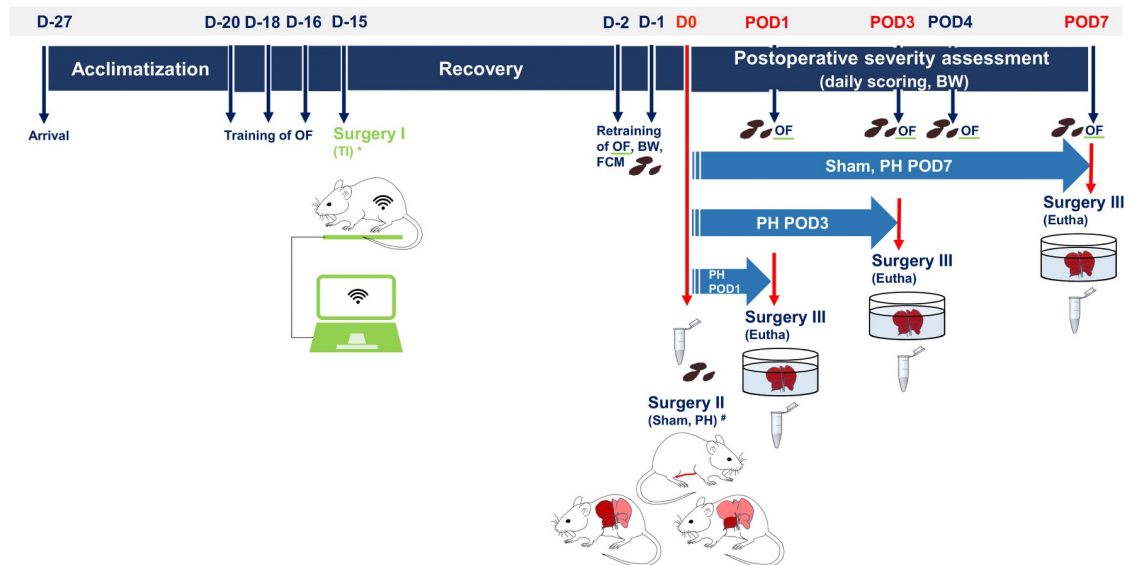 D-27 D-20 D-18 D-16 D-15 D-2 D-1 D0 POD1 POD3 POD4 POD7
Acclimatization
Recovery
Postoperative severity assessment
(daily scoring, BW)
Arrival
Training of OF
Surgery I
(TI) *
Retraining
of OF, BW,
FCM
OF
OF
OF
OF
Sham, PH POD7
PH POD3
PH
POD1
Surgery III
(Eutha)
Surgery III
(Eutha)
Surgery III
(Eutha)
Surgery II
(Sham, PH) #